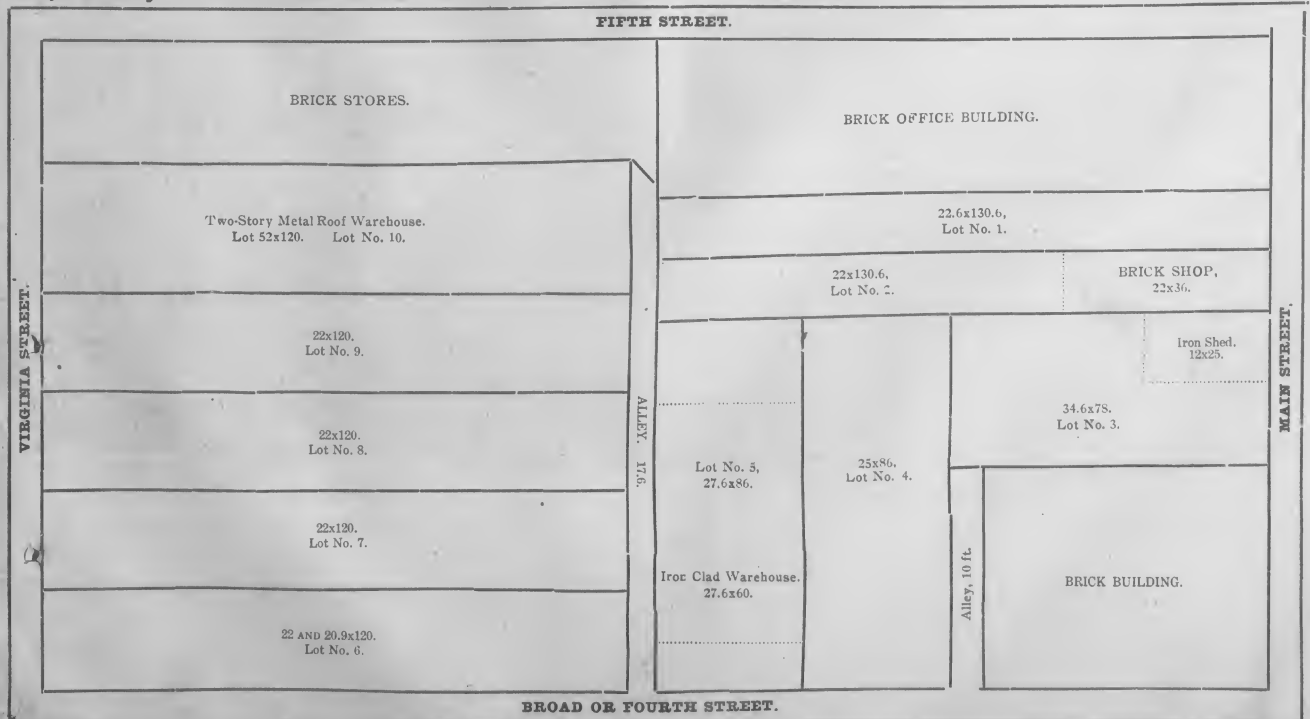 FIFTH STREET.
BRICK STORES.
BRICK OFFICE BUILDING.
Two-Story Metal Roof Warehouse.
Lot 52x120. Lot No. 10.
22.6x130.6,
Lot No. 1.
22x130.6,
Lot No. 2.
BRICK SHOP,
22x36.
VIRGINIA STREET.
22x120.
Lot No. 9.
Iron Shed.
12x25.
MAIN STREET.
34.6x78.
Lot No. 3.
22x120.
Lot No. 8.
ALLEY. 17.6.
Lot No. 5,
27.6x86.
25x86.
Lot No. 4.
22x120.
Lot No. 7.
Iron Clad Warehouse.
27.6x60.
Alley, 10 ft.
BRICK BUILDING.
22 AND 20.9x120.
Lot No. 6.
BROAD OR FOURTH STREET.